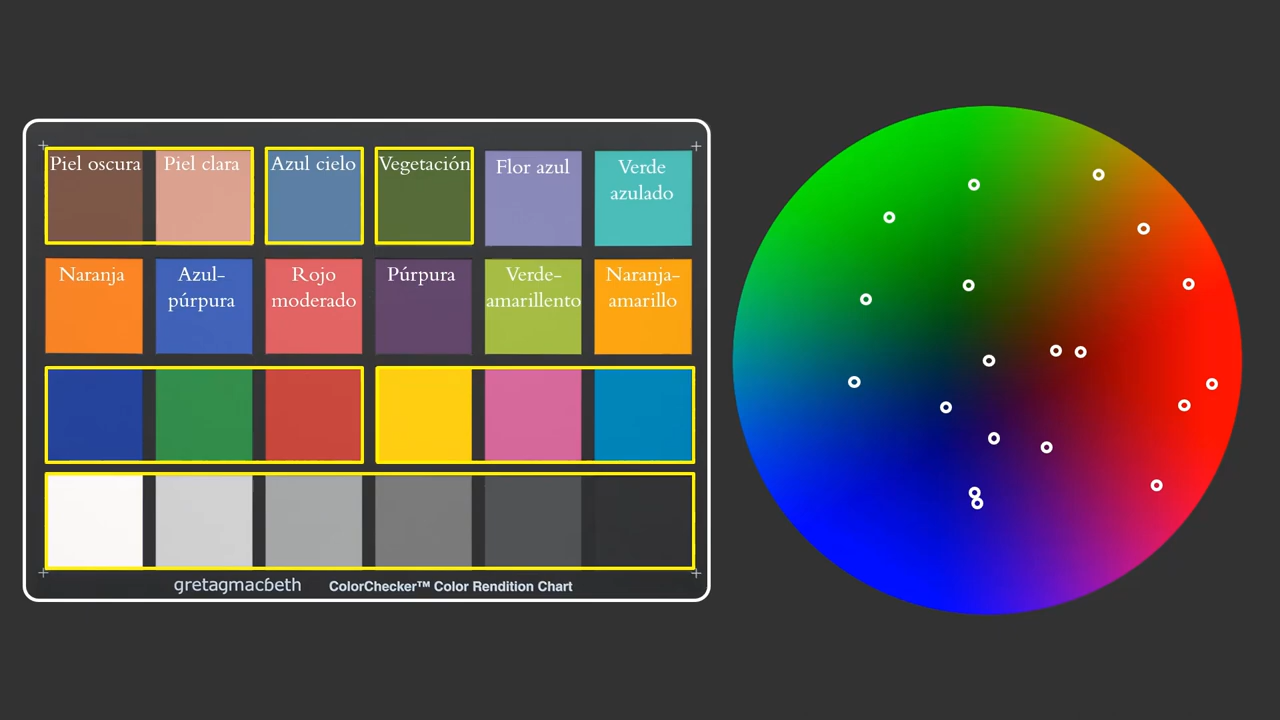 Piel oscura
Piel clara
Azul cielo
Vegetación
Flor azul
Verde
azulado
Naranja
Azul-
púrpura
Rojo
moderado
Púrpura
Verde-
amarillento
Naranja-
amarillo
gretagmacbeth
ColorChecker™ Color Rendition Chart